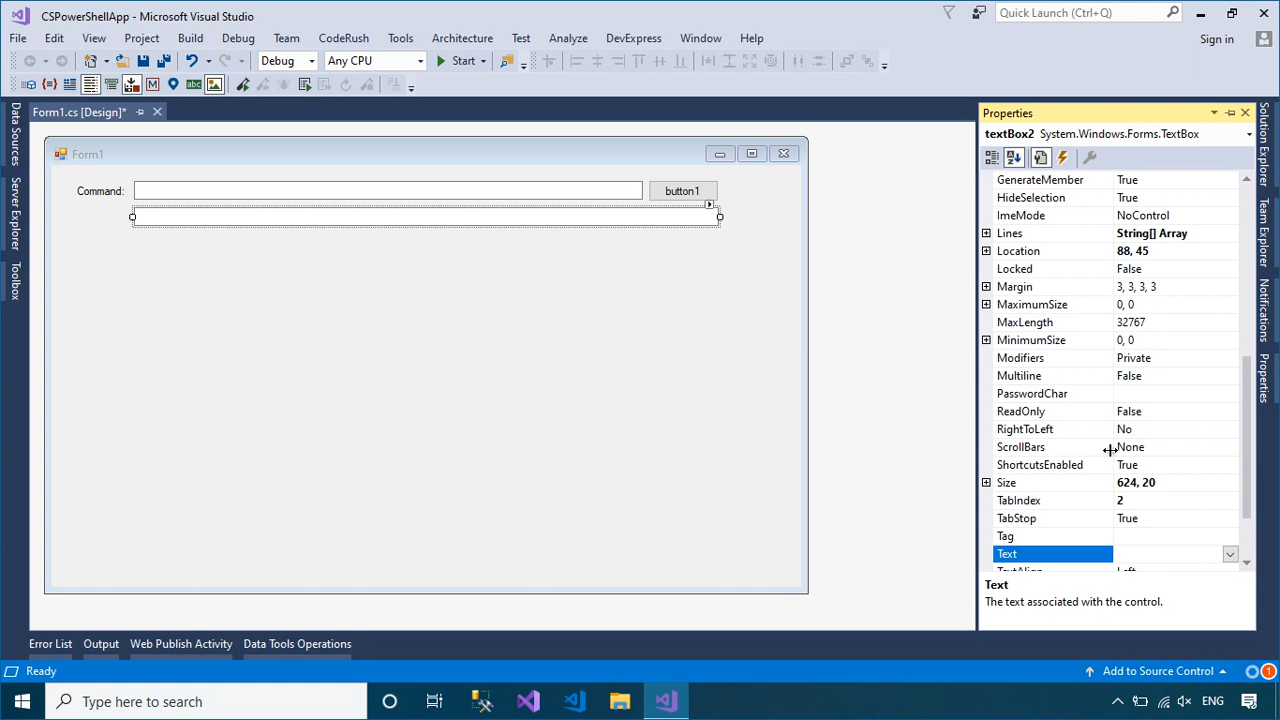 CSPowerShellApp - Microsoft Visual Studio
Quick Launch (Ctrl+Q)
File Edit View Project Build Debug Team CodeRush Tools Architecture Test Analyze DevExpress Window Help
Sign in
Debug Any CPU Start
Form1.cs [Design]*
Data Sources
Server Explorer
Toolbox
Form1
Command: button1
Properties
textBox2 System.Windows.Forms.TextBox
GenerateMember True
HideSelection True
ImeMode NoControl
Lines String[] Array
Location 88, 45
Locked False
Margin 3, 3, 3, 3
MaximumSize 0, 0
MaxLength 32767
MinimumSize 0, 0
Modifiers Private
Multiline False
PasswordChar
ReadOnly False
RightToLeft No
ScrollBars None
ShortcutsEnabled True
Size 624, 20
TabIndex 2
TabStop True
Tag
Text
TextAlign Left
Text
The text associated with the control.
Solution Explorer
Team Explorer
Notifications
Properties
Error List Output Web Publish Activity Data Tools Operations
Ready
Add to Source Control
1
Type here to search
ENG